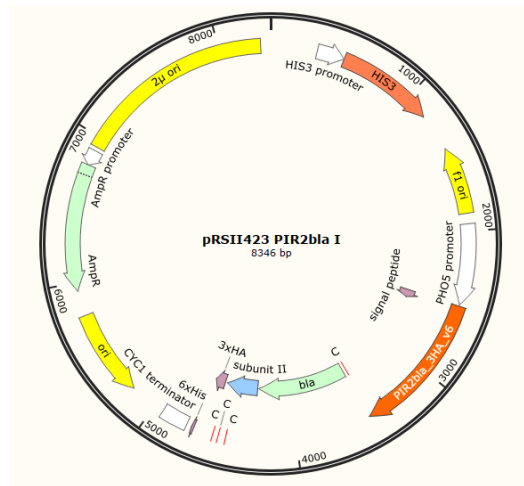 8000
2μ ori
HIS3 promoter
HIS3
1000
7000
AmpR promoter
f1 ori
2000
pRSII423 PIR2bla I
8346 bp
PHO5 promoter
signal peptide
AmpR
6000
ori
CYC1 terminator
6xHis
3xHA
subunit II
bla
C
PIR2bla_3HA_v6
3000
C
C
C
5000
4000